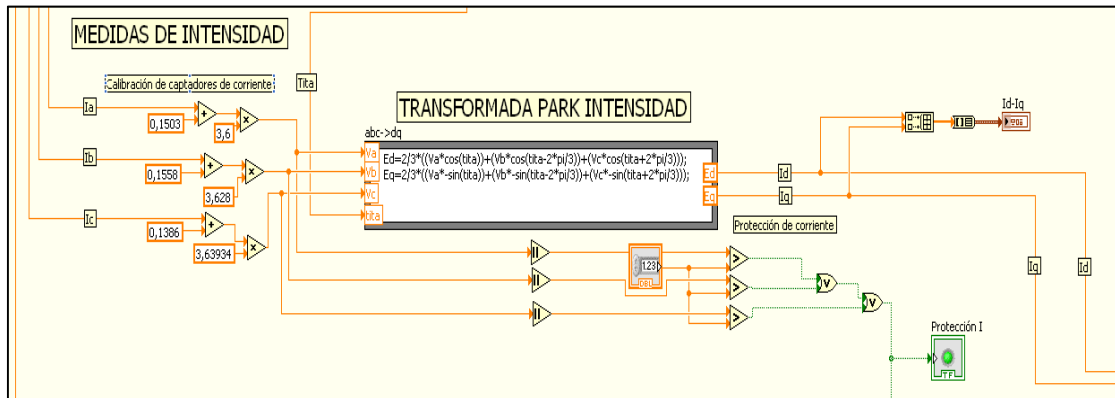 MEDIDAS DE INTENSIDAD
Calibración de captadores de corriente
Tita
Ia
0,1503
+
×
3,6
Ib
0,1558
+
×
3,628
Ic
0,1386
+
×
3,63934
TRANSFORMADA PARK INTENSIDAD
abc->dq
Va
Vb
Vc
tita
Ed=2/3*((Va*cos(tita))+(Vb*cos(tita-2*pi/3))+(Vc*cos(tita+2*pi/3)));
Eq=2/3*((Va*-sin(tita))+(Vb*-sin(tita-2*pi/3))+(Vc*-sin(tita+2*pi/3)));
Ed
Eq
Id
Iq
Id-Iq
Protección de corriente
1.23
DBL
>
>
>
V
V
Iq
Id
Protección I
TF